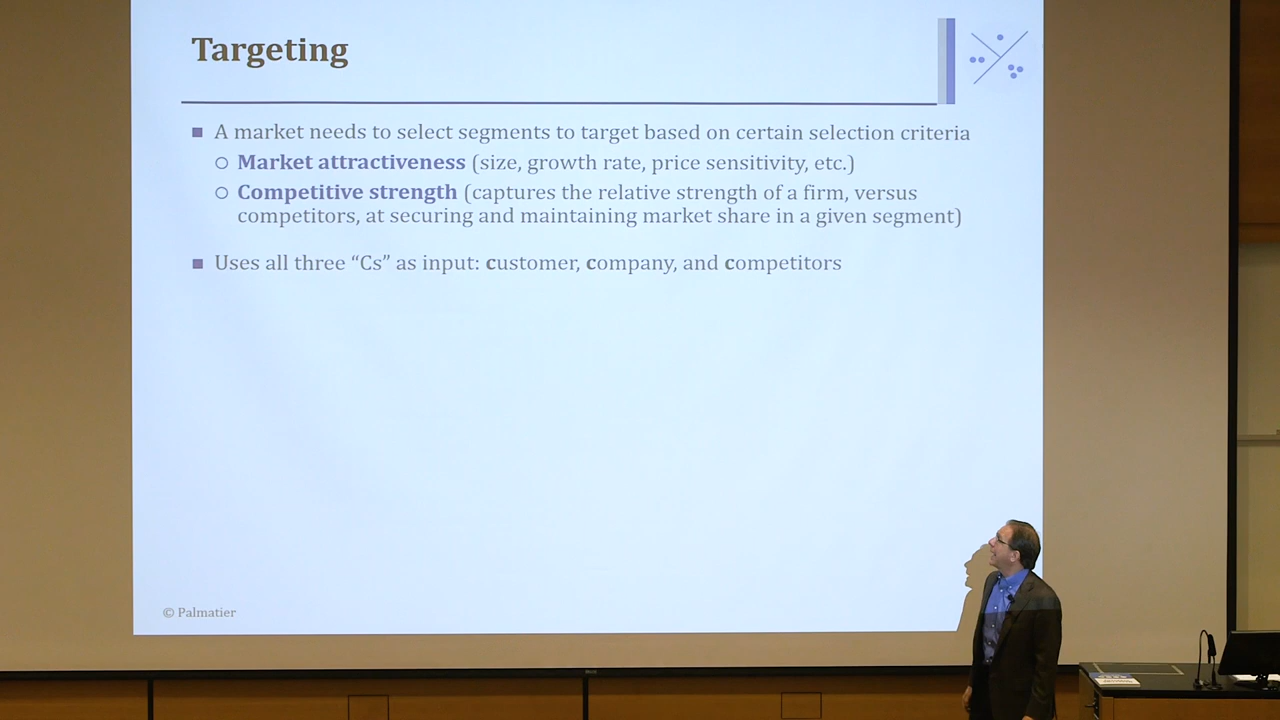 Targeting
A market needs to select segments to target based on certain selection criteria
Market attractiveness (size, growth rate, price sensitivity, etc.)
Competitive strength (captures the relative strength of a firm, versus
competitors, at securing and maintaining market share in a given segment)
Uses all three “Cs” as input: customer, company, and competitors
© Palmatier